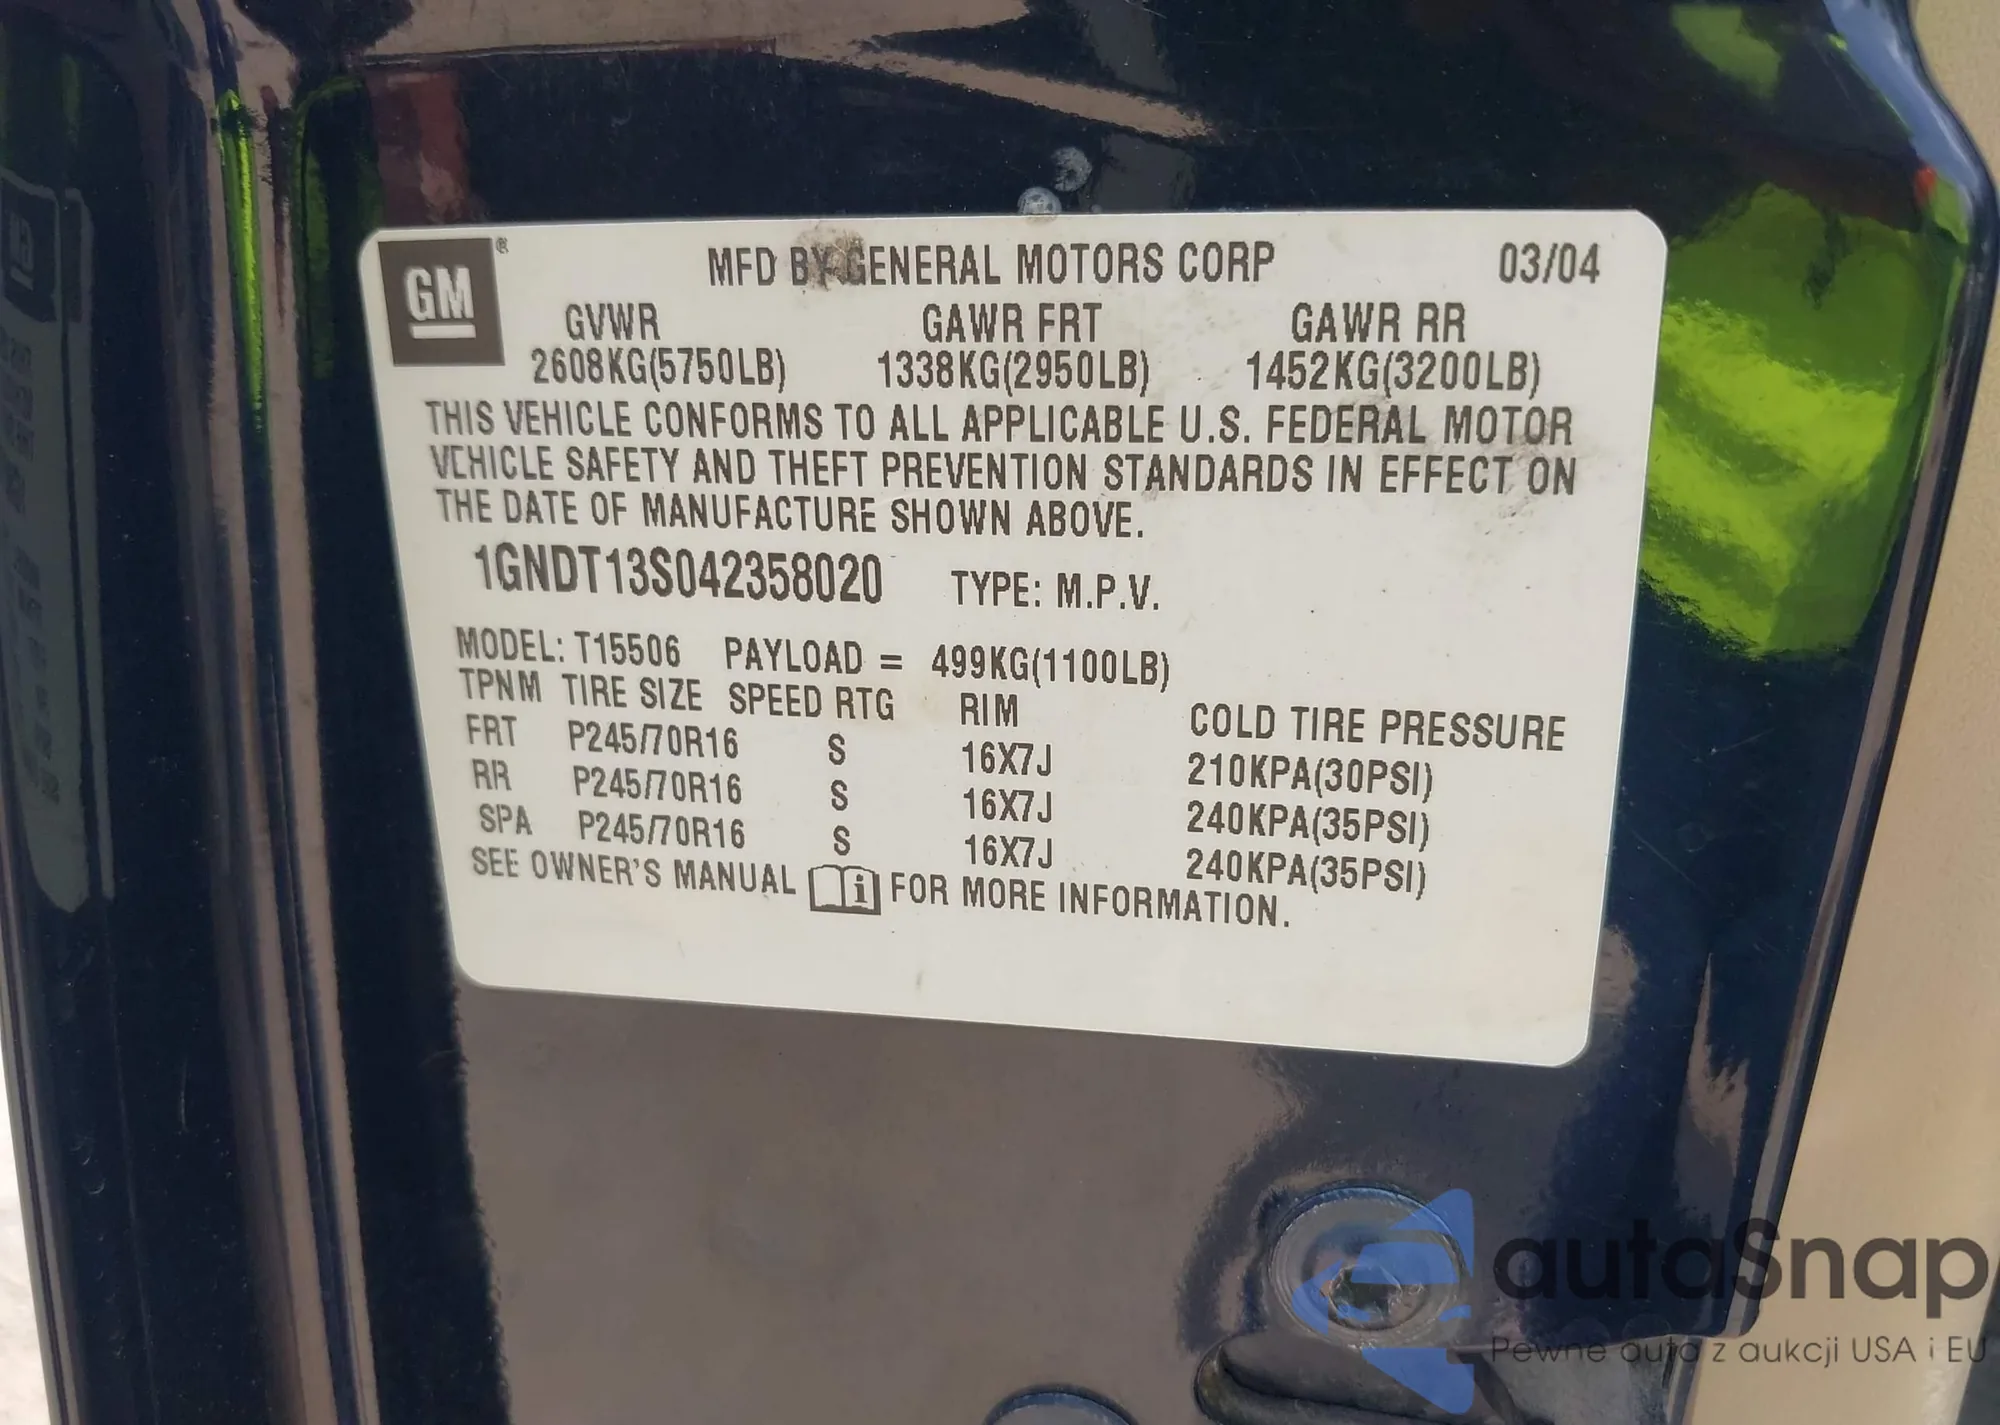 GM ®
MFD BY GENERAL MOTORS CORP 03/04
GVWR GAWR FRT GAWR RR
2608KG(5750LB) 1338KG(2950LB) 1452KG(3200LB)
THIS VEHICLE CONFORMS TO ALL APPLICABLE U.S. FEDERAL MOTOR
VEHICLE SAFETY AND THEFT PREVENTION STANDARDS IN EFFECT ON
THE DATE OF MANUFACTURE SHOWN ABOVE.
1GNDT13S042358020 TYPE: M.P.V.
MODEL: T15506 PAYLOAD = 499KG(1100LB)
TPNM TIRE SIZE SPEED RTG RIM COLD TIRE PRESSURE
FRT P245/70R16 S 16X7J 210KPA(30PSI)
RR P245/70R16 S 16X7J 240KPA(35PSI)
SPA P245/70R16 S 16X7J 240KPA(35PSI)
SEE OWNER'S MANUAL i FOR MORE INFORMATION.
autaSnap
Pewne auta z aukcji USA i EU